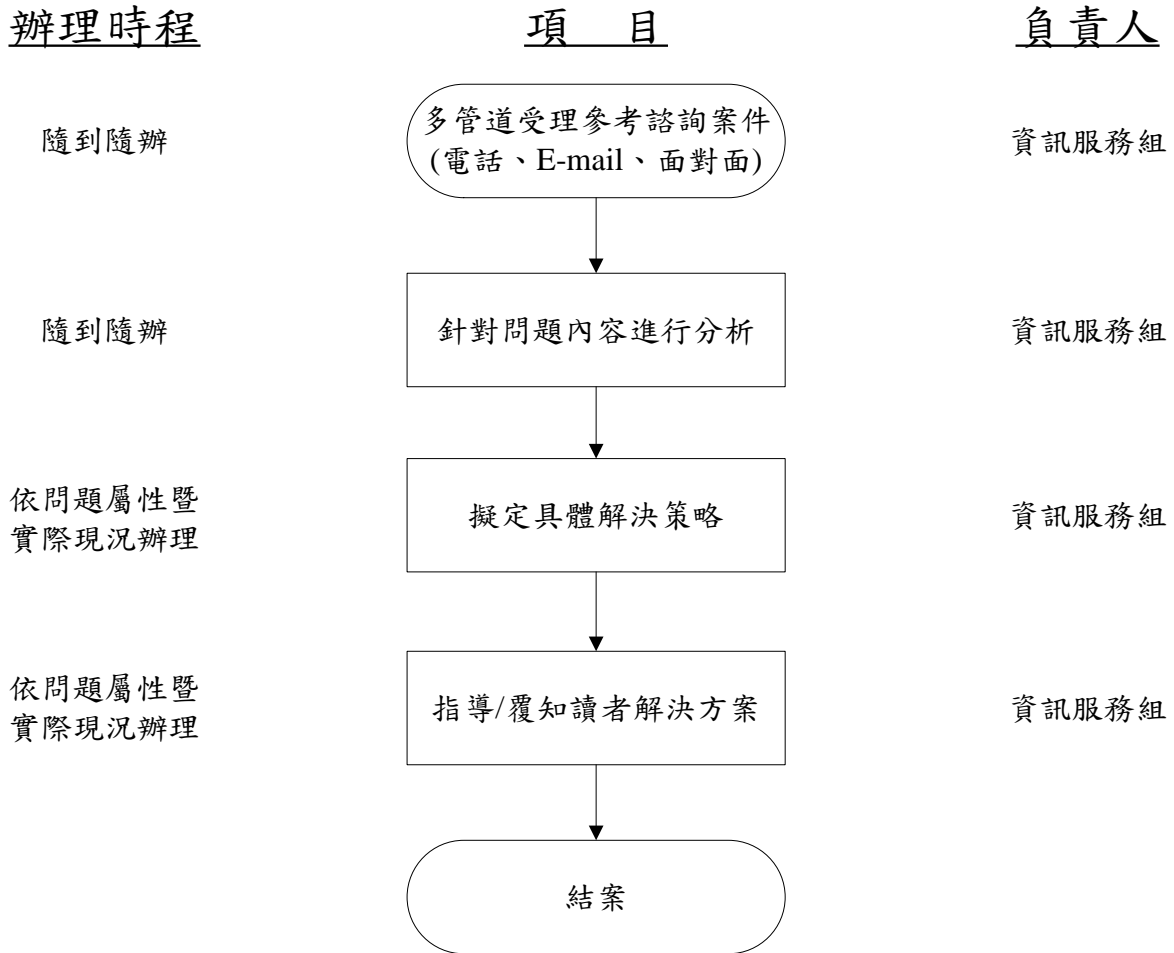 辦理時程 項 目 負責人
隨到隨辦
多管道受理參考諮詢案件
(電話、E-mail、面對面)
資訊服務組
隨到隨辦
針對問題內容進行分析
資訊服務組
依問題屬性暨
實際現況辦理
擬定具體解決策略
資訊服務組
依問題屬性暨
實際現況辦理
指導/覆知讀者解決方案
資訊服務組
結案